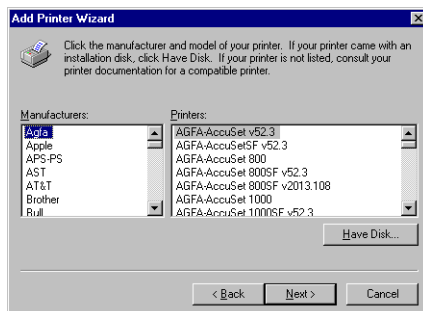 Add Printer Wizard
Click the manufacturer and model of your printer. If your printer came with an
installation disk, click Have Disk. If your printer is not listed, consult your
printer documentation for a compatible printer.
Manufacturers:
Agfa
Apple
APS-PS
AST
AT&T
Brother
Bull
Printers:
AGFA-AccuSet v52.3
AGFA-AccuSetSF v52.3
AGFA-AccuSet 800
AGFA-AccuSet 800SF v52.3
AGFA-AccuSet 800SF v2013.108
AGFA-AccuSet 1000
AGFA-AccuSet 1000SF v52.3
Have Disk...
< Back
Next >
Cancel